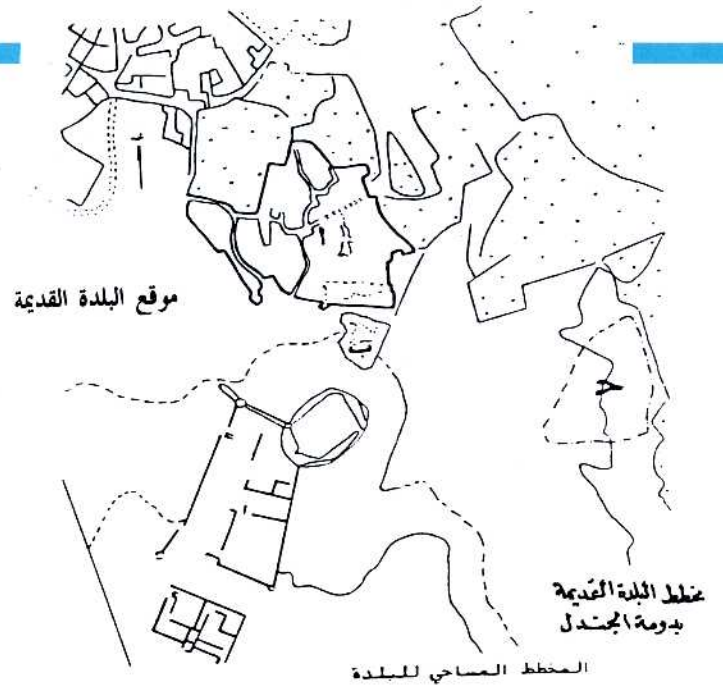 أ
موقع البلدة القديمة
ب
ج
مخطط البلدة القديمة
بدومة الجندل
المخطط المساحي للبلدة